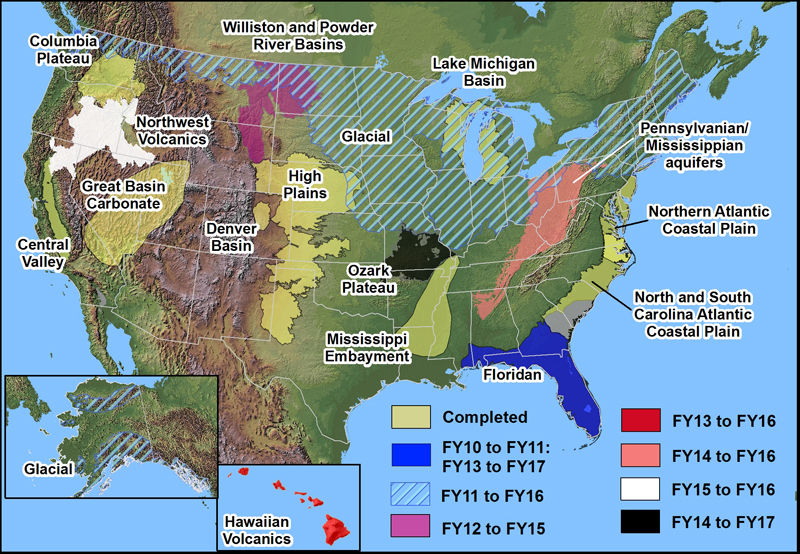 Williston and Powder
River Basins
Columbia
Plateau
Lake Michigan
Basin
Northwest
Volcanics
Glacial
Pennsylvanian/
Mississippian
aquifers
High
Plains
Great Basin
Carbonate
Northern Atlantic
Coastal Plain
Denver
Basin
Central
Valley
Ozark
Plateau
North and South
Carolina Atlantic
Coastal Plain
Mississippi
Embayment
Floridan
Glacial
Hawaiian
Volcanics
Completed
FY10 to FY11:
FY13 to FY17
FY11 to FY16
FY12 to FY15
FY13 to FY16
FY14 to FY16
FY15 to FY16
FY14 to FY17